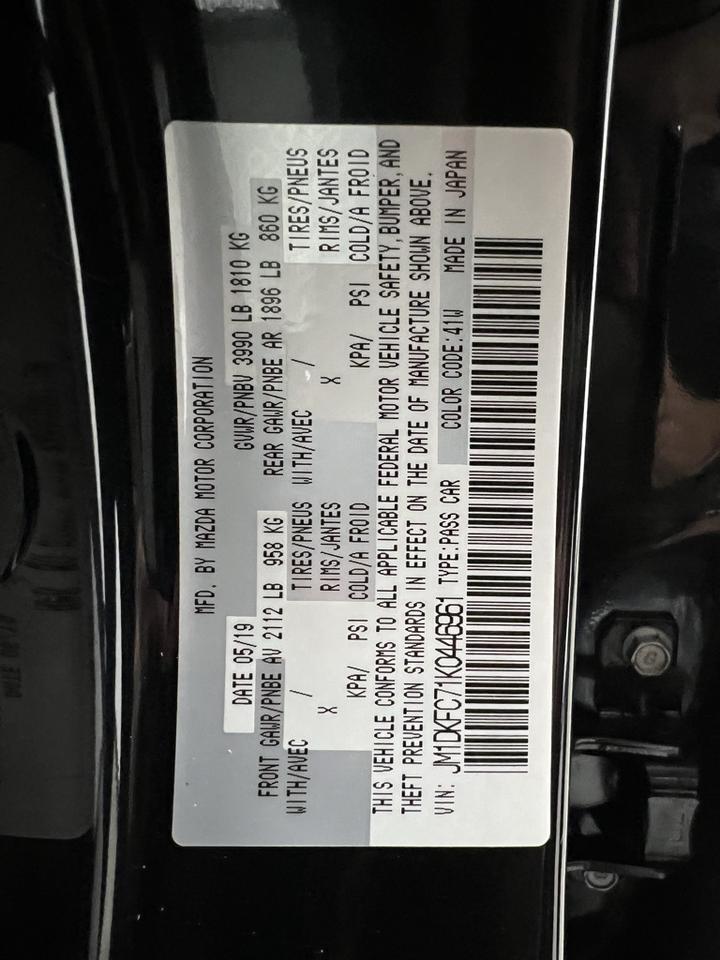 MFD. BY MAZDA MOTOR CORPORATION
DATE 05/19 GVWR/PNBV 3990 LB 1810 KG
FRONT GAWR/PNBE AV 2112 LB 958 KG REAR GAWR/PNBE AR 1896 LB 860 KG
WITH/AVEC / TIRES/PNEUS WITH/AVEC / TIRES/PNEUS
X RIMS/JANTES X RIMS/JANTES
KPA/ PSI COLD/A FROID KPA/ PSI COLD/A FROID
THIS VEHICLE CONFORMS TO ALL APPLICABLE FEDERAL MOTOR VEHICLE SAFETY, BUMPER, AND
THEFT PREVENTION STANDARDS IN EFFECT ON THE DATE OF MANUFACTURE SHOWN ABOVE.
VIN: JM1DKFC71K0446961 TYPE:PASS CAR COLOR CODE:41W MADE IN JAPAN